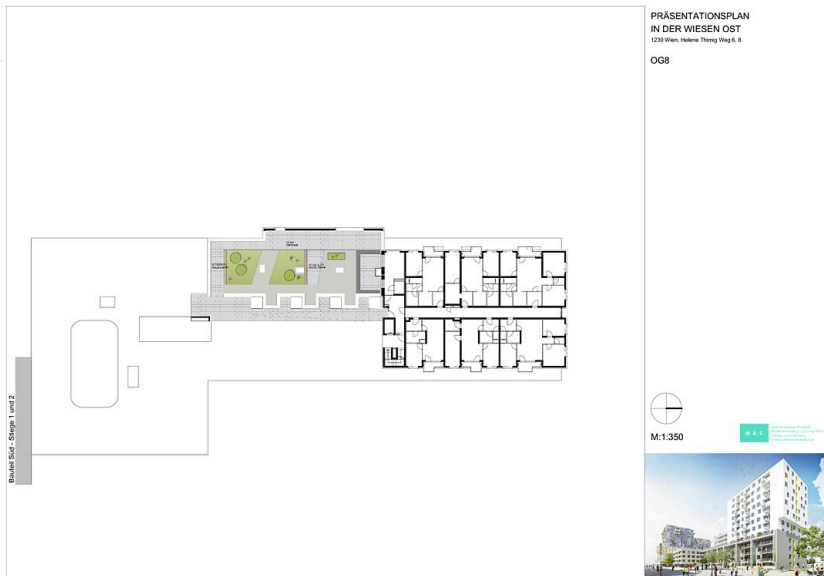 PRÄSENTATIONSPLAN
IN DER WIESEN OST
1230 Wien, Helene Thimig Weg 6, 8
OG8
Bauteil Süd - Stiege 1 und 2
M:1:350